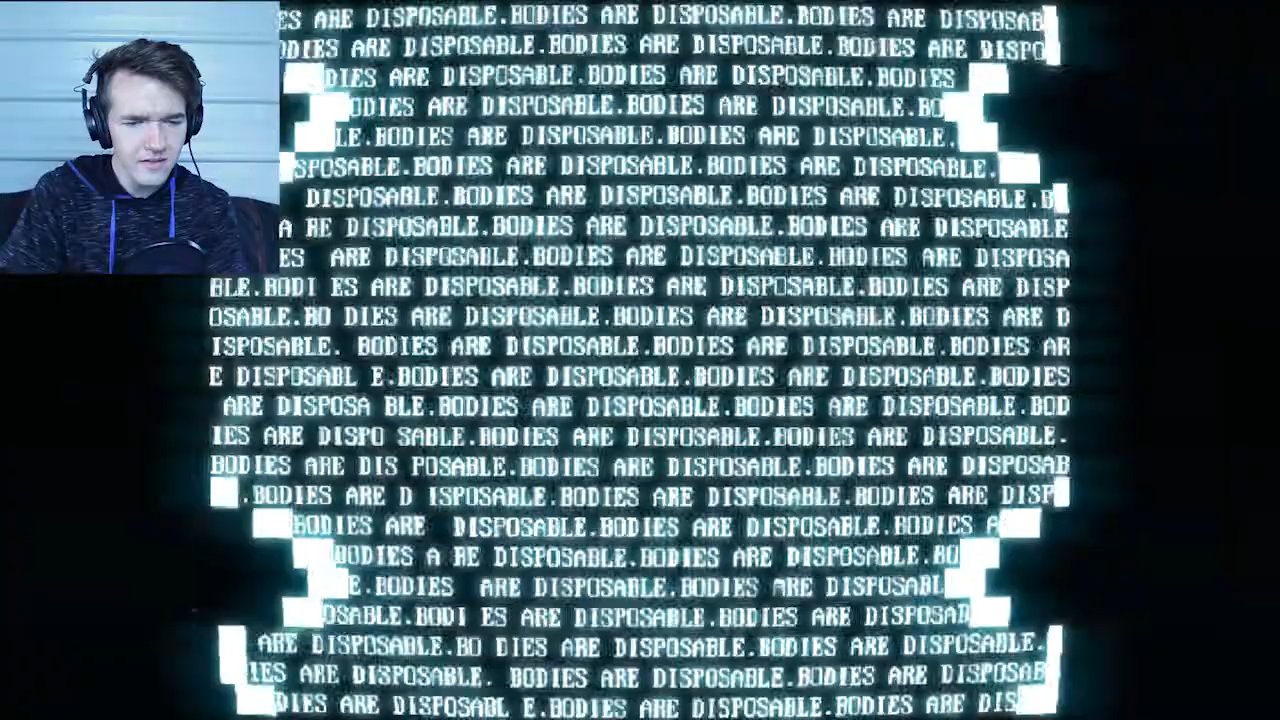 ES ARE DISPOSABLE.BODIES ARE DISPOSABLE.BODIES ARE DISPOSAB
DIES ARE DISPOSABLE.BODIES ARE DISPOSABLE.BODIES ARE DISPO
DIES ARE DISPOSABLE.BODIES ARE DISPOSABLE.BODIES
ODIES ARE DISPOSABLE.BODIES ARE DISPOSABLE.BO
LE.BODIES ARE DISPOSABLE.BODIES ARE DISPOSABLE.
SPOSABLE.BODIES ARE DISPOSABLE.BODIES ARE DISPOSABLE.
DISPOSABLE.BODIES ARE DISPOSABLE.BODIES ARE DISPOSABLE.B
A RE DISPOSABLE.BODIES ARE DISPOSABLE.BODIES ARE DISPOSABLE
ES ARE DISPOSABLE.BODIES ARE DISPOSABLE.BODIES ARE DISPOSA
BLE.BODI ES ARE DISPOSABLE.BODIES ARE DISPOSABLE.BODIES ARE DISP
OSABLE.BO DIES ARE DISPOSABLE.BODIES ARE DISPOSABLE.BODIES ARE D
ISPOSABLE. BODIES ARE DISPOSABLE.BODIES ARE DISPOSABLE.BODIES AR
E DISPOSABL E.BODIES ARE DISPOSABLE.BODIES ARE DISPOSABLE.BODIES
ARE DISPOSA BLE.BODIES ARE DISPOSABLE.BODIES ARE DISPOSABLE.BOD
IES ARE DISPO SABLE.BODIES ARE DISPOSABLE.BODIES ARE DISPOSABLE.
BODIES ARE DIS POSABLE.BODIES ARE DISPOSABLE.BODIES ARE DISPOSAB
.BODIES ARE D ISPOSABLE.BODIES ARE DISPOSABLE.BODIES ARE DISP
BODIES ARE DISPOSABLE.BODIES ARE DISPOSABLE.BODIES A
BODIES A RE DISPOSABLE.BODIES ARE DISPOSABLE.BO
E.BODIES ARE DISPOSABLE.BODIES ARE DISPOSABL
OSABLE.BODI ES ARE DISPOSABLE.BODIES ARE DISPOSAB
ARE DISPOSABLE.BO DIES ARE DISPOSABLE.BODIES ARE DISPOSABLE.
IES ARE DISPOSABLE. BODIES ARE DISPOSABLE.BODIES ARE DISPOSAB
DIES ARE DISPOSABL E.BODIES ARE DISPOSABLE.BODIES ARE DIS